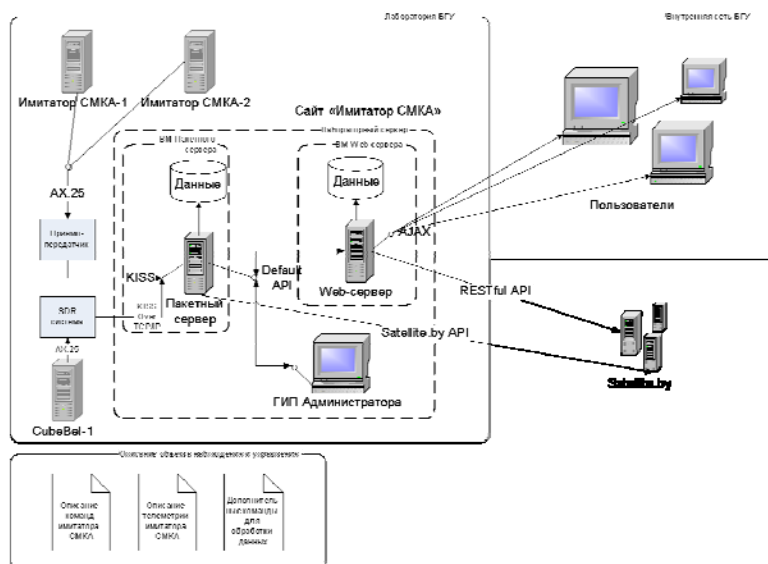 Лаборатория БГУ
Внутренняя сеть БГУ
Имитатор СМКА-1
Имитатор СМКА-2
Сайт «Имитатор СМКА»
Лабораторный сервер
ВМ Пакетного
сервера
ВМ Web-сервера
Данные
Данные
AX.25
Приемо-
передатчик
KISS
Пакетный
сервер
Default
API
Web-сервер
AJAX
Пользователи
RESTful API
SDR
система
KISS
Over
TCP/IP
Satellite.by API
AX.25
CubeBel-1
ГИП Администратора
Satellite.by
Описание объекта наблюдения и управления
Описание
команд
имитатора
СМКА
Описание
телеметрии
имитатора
СМКА
Дополнитель
ные команды
для
обработки
данных